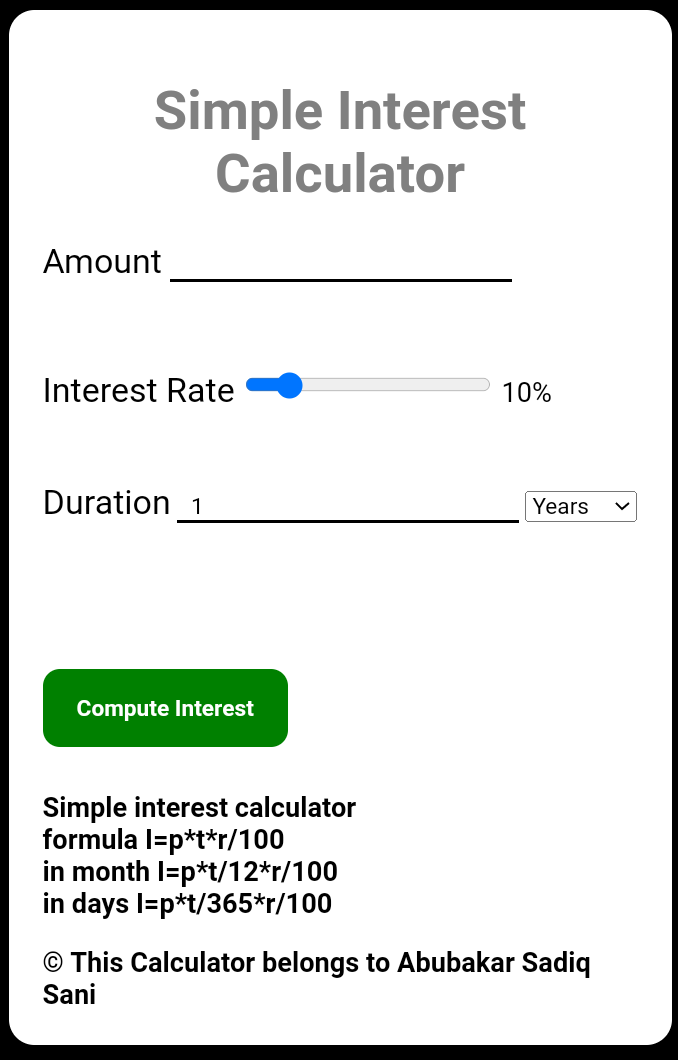 Simple Interest
Calculator
Amount
Interest Rate 10%
Duration 1 Years
Compute Interest
Simple interest calculator
formula I=p*t*r/100
in month I=p*t/12*r/100
in days I=p*t/365*r/100
© This Calculator belongs to Abubakar Sadiq
Sani